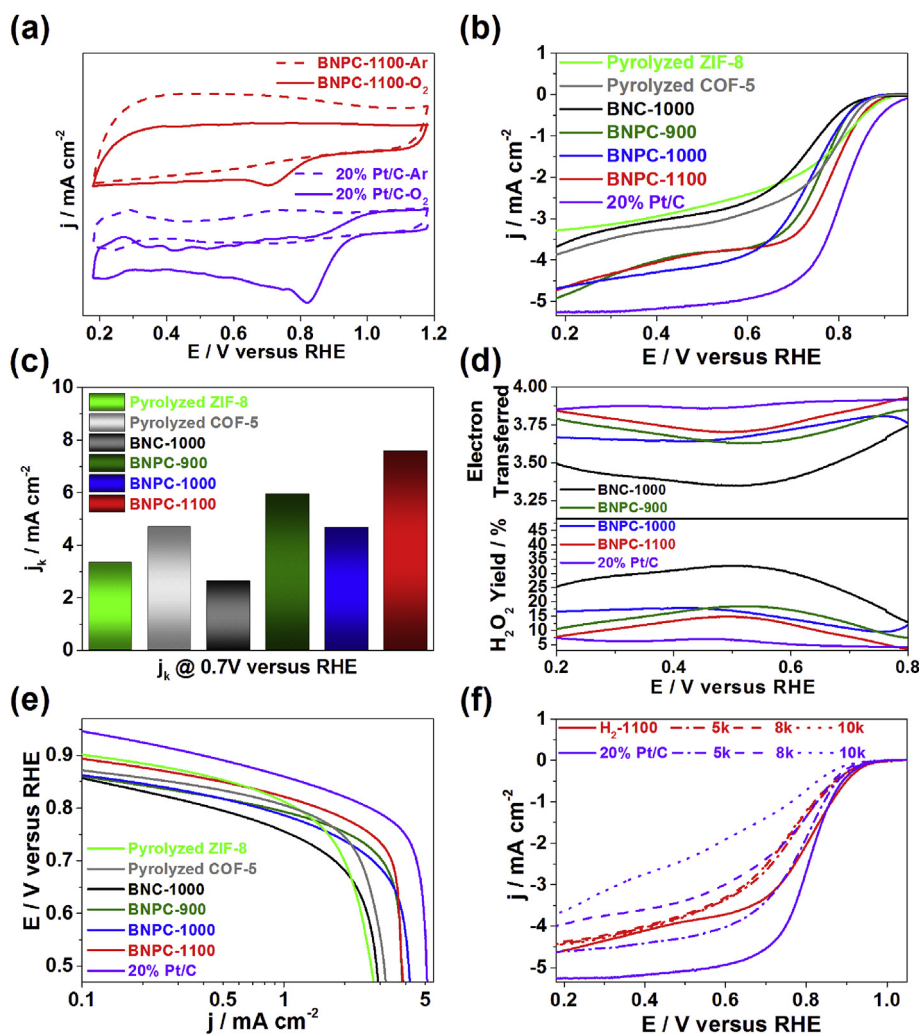 (a)
BNPC-1100-Ar
BNPC-1100-O2
20% Pt/C-Ar
20% Pt/C-O2
j / mA cm-2
0.2 0.4 0.6 0.8 1.0 1.2
E / V versus RHE
(b)
Pyrolyzed ZIF-8
Pyrolyzed COF-5
BNC-1000
BNPC-900
BNPC-1000
BNPC-1100
20% Pt/C
j / mA cm-2
1
0
-1
-2
-3
-4
-5
0.2 0.4 0.6 0.8
E / V versus RHE
(c)
Pyrolyzed ZIF-8
Pyrolyzed COF-5
BNC-1000
BNPC-900
BNPC-1000
BNPC-1100
jk / mA cm-2
10
8
6
4
2
0
jk @ 0.7V versus RHE
(d)
Electron
Transferred
4.00
3.75
3.50
3.25
BNC-1000
BNPC-900
BNPC-1000
BNPC-1100
20% Pt/C
H2O2 Yield / %
45
40
35
30
25
20
15
10
5
0.2 0.4 0.6 0.8
E / V versus RHE
(e)
E / V versus RHE
0.9
0.8
0.7
0.6
0.5
Pyrolyzed ZIF-8
Pyrolyzed COF-5
BNC-1000
BNPC-900
BNPC-1000
BNPC-1100
20% Pt/C
0.1 1 5
j / mA cm-2
(f)
H2-1100 5k 8k 10k
20% Pt/C 5k 8k 10k
j / mA cm-2
1
0
-1
-2
-3
-4
-5
0.2 0.4 0.6 0.8 1.0
E / V versus RHE